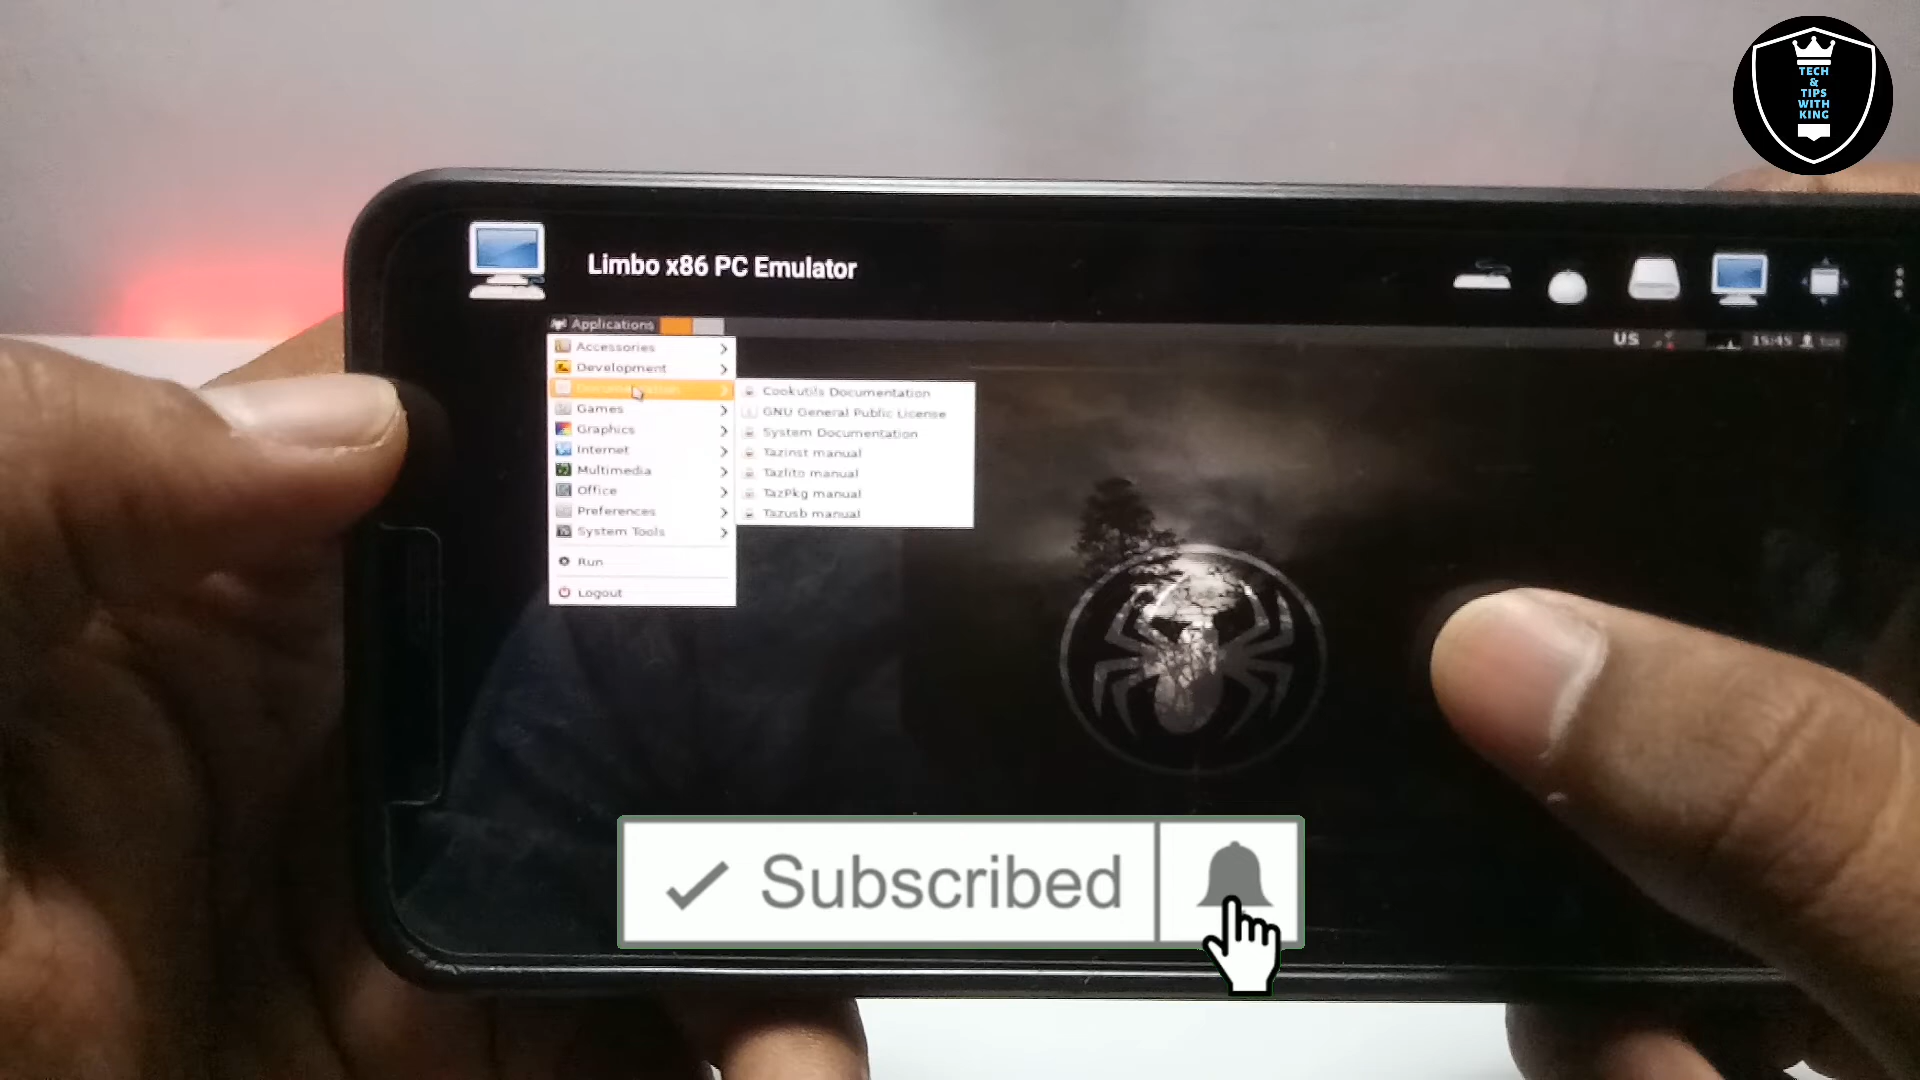 TECH
&
TIPS
WITH
KING
Limbo x86 PC Emulator
Applications
US
15:45
Accessories
Development
Documentation
Games
Graphics
Internet
Multimedia
Office
Preferences
System Tools
Run
Logout
Cookutils Documentation
GNU General Public License
System Documentation
Tazinst manual
Tazlito manual
TazPkg manual
Tazusb manual
Subscribed